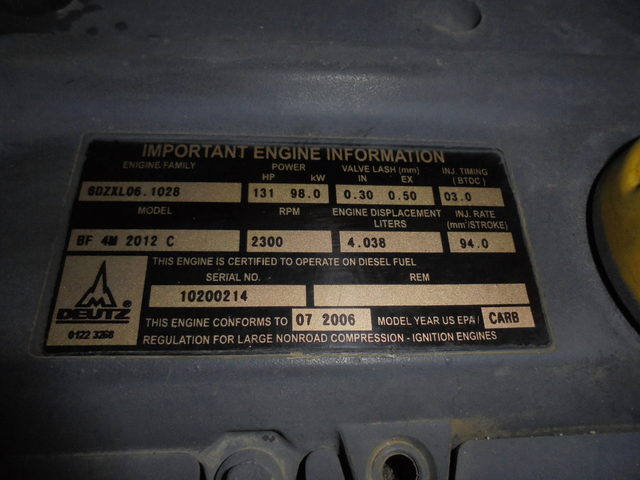 IMPORTANT ENGINE INFORMATION
ENIGINE FAMILY POWER VALVE LASH (mm) INJ. TIMING
HP kW IN EX (BTDC)
6DZXL06.1028 131 98.0 0.30 0.50 03.0
MODEL RPM ENGINE DISPLACEMENT INJ. RATE
LITERS (mm³/STROKE)
BF 4M 2012 C 2300 4.038 94.0
THIS ENGINE IS CERTIFIED TO OPERATE ON DIESEL FUEL
SERIAL NO. REM
10200214
DEUTZ ®
0122 3268
THIS ENGINE CONFORMS TO 07 2006 MODEL YEAR US EPA / CARB
REGULATION FOR LARGE NONROAD COMPRESSION - IGNITION ENGINES